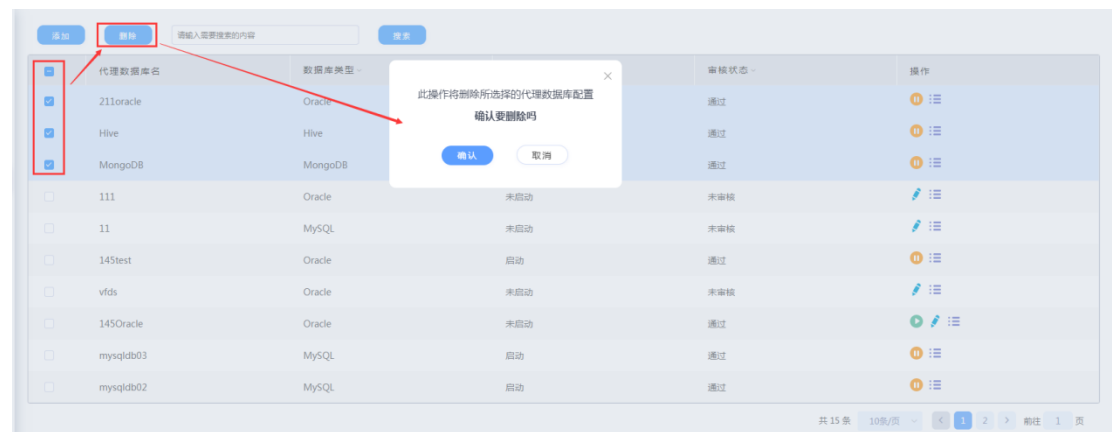 添加 删除 请输入需要搜索的内容 搜索
代理数据库名 数据库类型 审核状态 操作
211oracle Oracle 通过
Hive Hive 通过
MongoDB MongoDB 通过
此操作将删除所选择的代理数据库配置
确认要删除吗
确认 取消
111 Oracle 未启动 未审核
11 MySQL 未启动 未审核
145test Oracle 启动 通过
vfds Oracle 未启动 未审核
145Oracle Oracle 未启动 通过
mysqldb03 MySQL 启动 通过
mysqldb02 MySQL 启动 通过
共 15 条 10条/页 1 2 前往 1 页